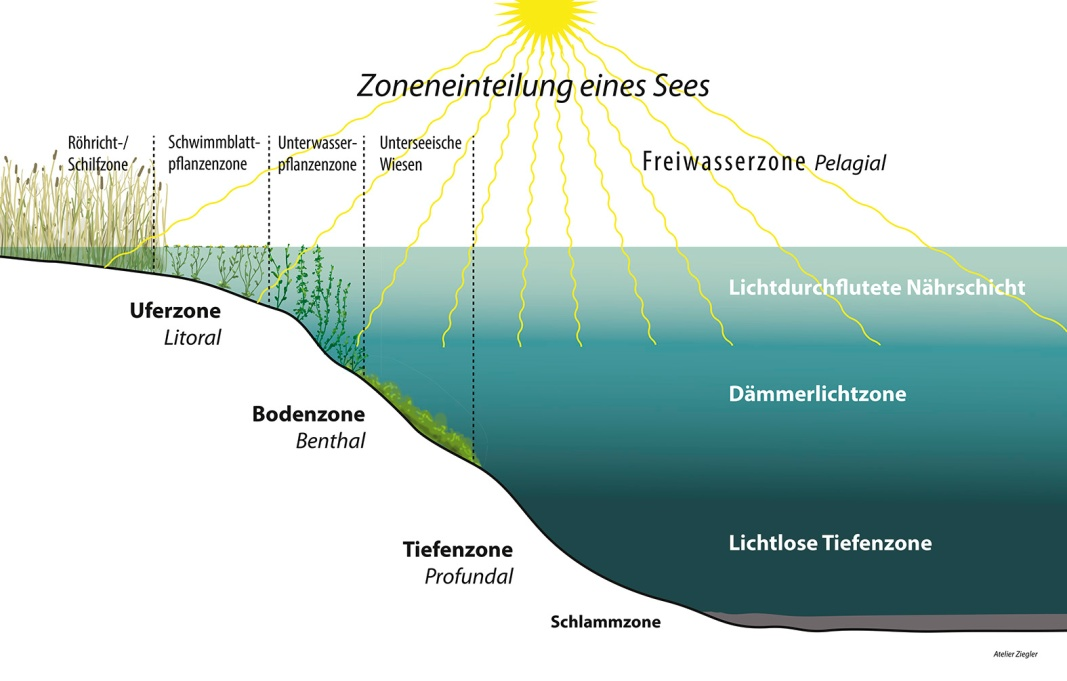 Zoneneinteilung eines Sees
Röhricht-/
Schilfzone
Schwimmblatt-
pflanzenzone
Unterwasser-
pflanzenzone
Unterseeische
Wiesen
Freiwasserzone Pelagial
Lichtdurchflutete Nährschicht
Uferzone
Litoral
Dämmerlichtzone
Bodenzone
Benthal
Lichtlose Tiefenzone
Tiefenzone
Profundal
Schlammzone
Atelier Ziegler